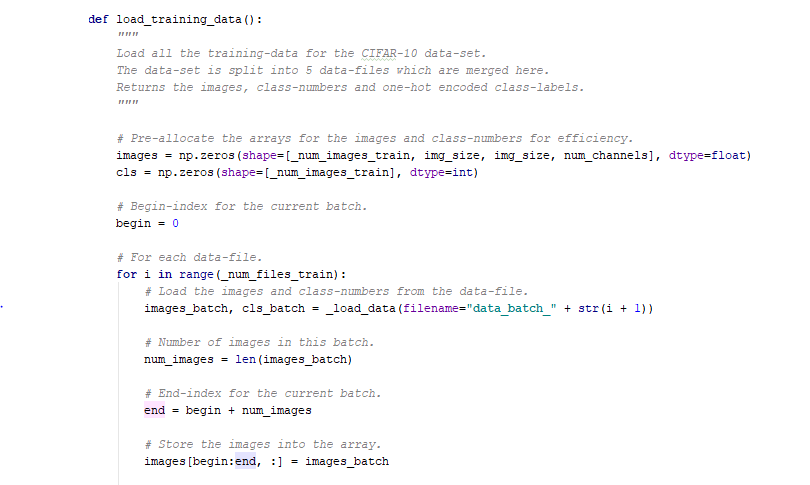 def load_training_data():
"""
Load all the training-data for the CIFAR-10 data-set.
The data-set is split into 5 data-files which are merged here.
Returns the images, class-numbers and one-hot encoded class-labels.
"""
# Pre-allocate the arrays for the images and class-numbers for efficiency.
images = np.zeros(shape=[_num_images_train, img_size, img_size, num_channels], dtype=float)
cls = np.zeros(shape=[_num_images_train], dtype=int)
# Begin-index for the current batch.
begin = 0
# For each data-file.
for i in range(_num_files_train):
# Load the images and class-numbers from the data-file.
images_batch, cls_batch = _load_data(filename="data_batch_" + str(i + 1))
# Number of images in this batch.
num_images = len(images_batch)
# End-index for the current batch.
end = begin + num_images
# Store the images into the array.
images[begin:end, :] = images_batch